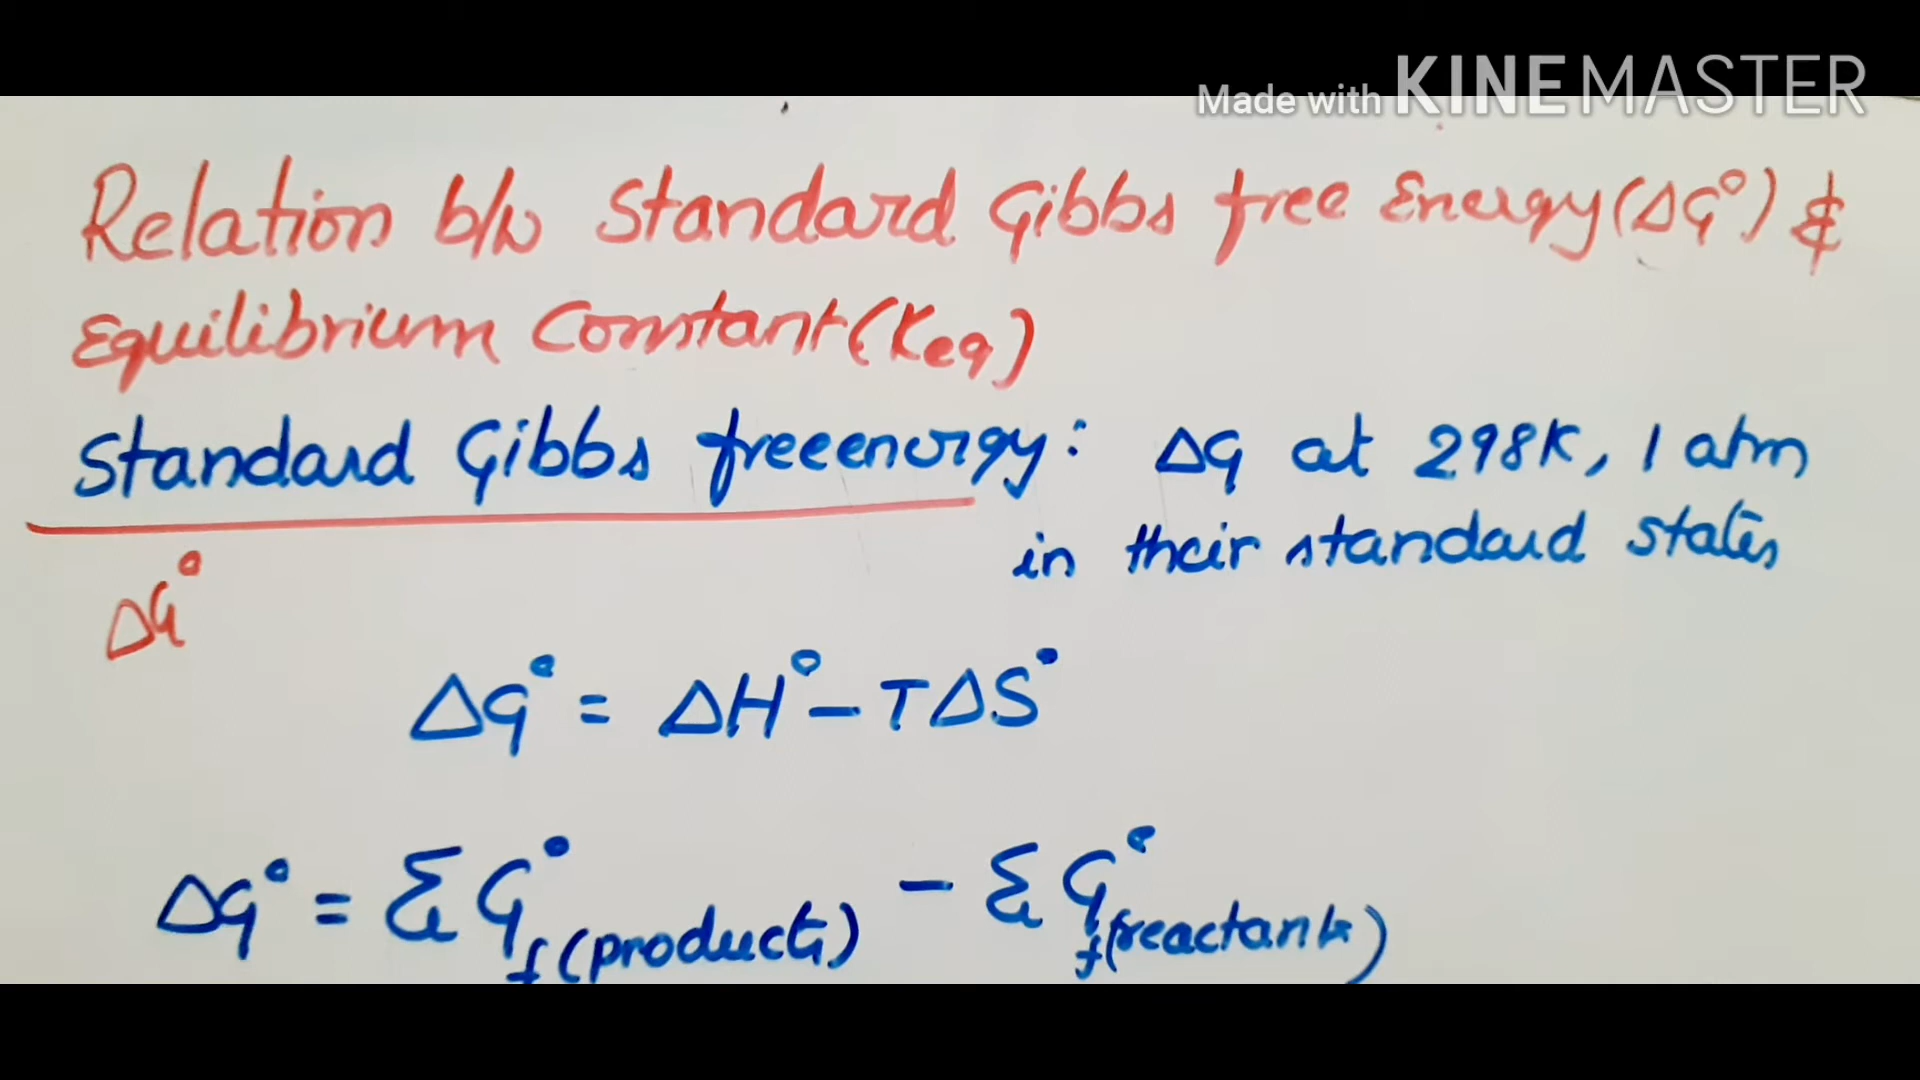 Made with KINEMASTER
Relation b/w Standard Gibbs free Energy (ΔG°) &
Equilibrium Constant (Keq)
Standard Gibbs freeenergy: ΔG at 298K, 1 atm
in their standard states
ΔG°
ΔG° = ΔH° - TΔS°
ΔG° = Σ G°f (products) - Σ G°f (reactants)